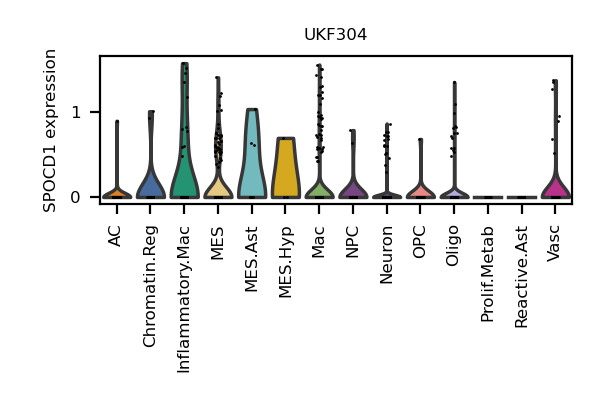 UKF304
SPOCD1 expression
1
0
AC
Chromatin.Reg
Inflammatory.Mac
MES
MES.Ast
MES.Hyp
Mac
NPC
Neuron
OPC
Oligo
Prolif.Metab
Reactive.Ast
Vasc